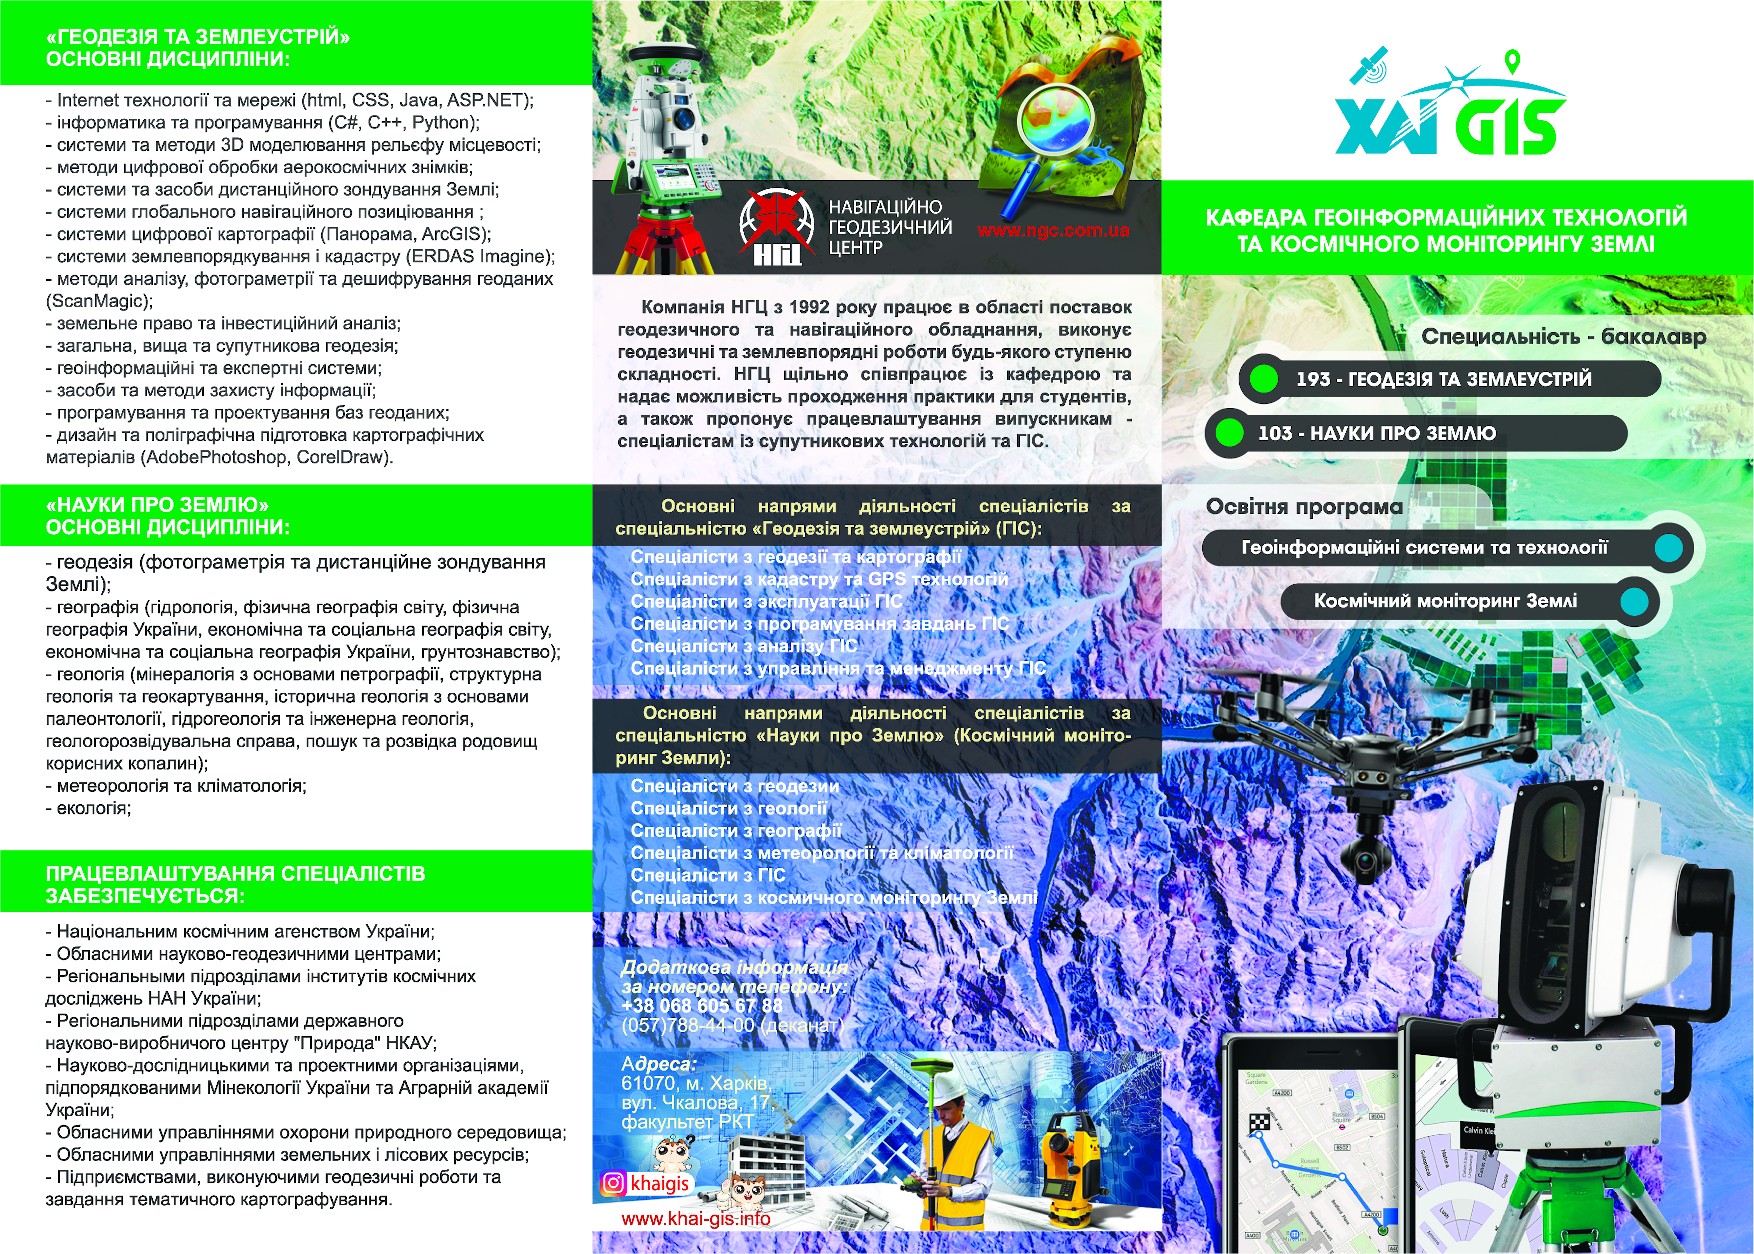 «ГЕОДЕЗІЯ ТА ЗЕМЛЕУСТРІЙ»
ОСНОВНІ ДИСЦИПЛІНИ:
- Internet технології та мережі (html, CSS, Java, ASP.NET);
- інформатика та програмування (C#, C++, Python);
- системи та методи 3D моделювання рельєфу місцевості;
- методи цифрової обробки аерокосмічних знімків;
- системи та засоби дистанційного зондування Землі;
- системи глобального навігаційного позиціювання ;
- системи цифрової картографії (Панорама, ArcGIS);
- системи землевпорядкування і кадастру (ERDAS Imagine);
- методи аналізу, фотограметрії та дешифрування геоданих
(ScanMagic);
- земельне право та інвестиційний аналіз;
- загальна, вища та супутникова геодезія;
- геоінформаційні та експертні системи;
- засоби та методи захисту інформації;
- програмування та проектування баз геоданих;
- дизайн та поліграфічна підготовка картографічних
матеріалів (AdobePhotoshop, CorelDraw).
«НАУКИ ПРО ЗЕМЛЮ»
ОСНОВНІ ДИСЦИПЛІНИ:
- геодезія (фотограметрія та дистанційне зондування
Землі);
- географія (гідрологія, фізична географія світу, фізична
географія України, економічна та соціальна географія світу,
економічна та соціальна географія України, грунтознавство);
- геологія (мінералогія з основами петрографії, структурна
геологія та геокартування, історична геологія з основами
палеонтології, гідрогеологія та інженерна геологія,
геологорозвідувальна справа, пошук та розвідка родовищ
корисних копалин);
- метеорологія та кліматологія;
- екологія;
ПРАЦЕВЛАШТУВАННЯ СПЕЦІАЛІСТІВ
ЗАБЕЗПЕЧУЄТЬСЯ:
- Національним космічним агенством України;
- Обласними науково-геодезичними центрами;
- Регіональными підрозділами інститутів космічних
досліджень НАН України;
- Регіональними підрозділами державного
науково-виробничого центру "Природа" НКАУ;
- Науково-дослідницькими та проектними організаціями,
підпорядкованими Мінекології України та Аграрній академії
України;
- Обласними управліннями охорони природного середовища;
- Обласними управліннями земельних і лісових ресурсів;
- Підприємствами, виконуючими геодезичні роботи та
завдання тематичного картографування.
НГЦ
НАВІГАЦІЙНО
ГЕОДЕЗИЧНИЙ
ЦЕНТР
www.ngc.com.ua
Компанія НГЦ з 1992 року працює в області поставок
геодезичного та навігаційного обладнання, виконує
геодезичні та землевпорядні роботи будь-якого ступеню
складності. НГЦ щільно співпрацює із кафедрою та
надає можливість проходження практики для студентів,
а також пропонує працевлаштування випускникам -
спеціалістам із супутникових технологій та ГІС.
Основні напрями діяльності спеціалістів за
спеціальністю «Геодезія та землеустрій» (ГІС):
Спеціалісти з геодезії та картографії
Спеціалісти з кадастру та GPS технологій
Спеціалісти з эксплуатації ГІС
Спеціалісти з програмування завдань ГІС
Спеціалісти з аналізу ГІС
Спеціалісти з управління та менеджменту ГІС
Основні напрями діяльності спеціалістів за
спеціальністю «Науки про Землю» (Космічний моніто-
ринг Земли):
Спеціалісти з геодезии
Спеціалісти з геології
Спеціалісти з географії
Спеціалісти з метеорології та кліматології
Спеціалісти з ГІС
Спеціалісти з космичного моніторингу Землі
Додаткова інформація
за номером телефону:
+38 068 605 67 88
(057)788-44-00 (деканат)
Адреса:
61070, м. Харків,
вул. Чкалова, 17,
факультет РКТ
khaigis
www.khai-gis.info
ХАІ GIS
КАФЕДРА ГЕОІНФОРМАЦІЙНИХ ТЕХНОЛОГІЙ
ТА КОСМІЧНОГО МОНІТОРИНГУ ЗЕМЛІ
Специальність - бакалавр
193 - ГЕОДЕЗІЯ ТА ЗЕМЛЕУСТРІЙ
103 - НАУКИ ПРО ЗЕМЛЮ
Освітня програма
Геоінформаційні системи та технології
Космічний моніторинг Землі
Square
Gardens
A4200
Russell
Square
B504
B502
Russell
Square
A4200
A400
Calvin Klei